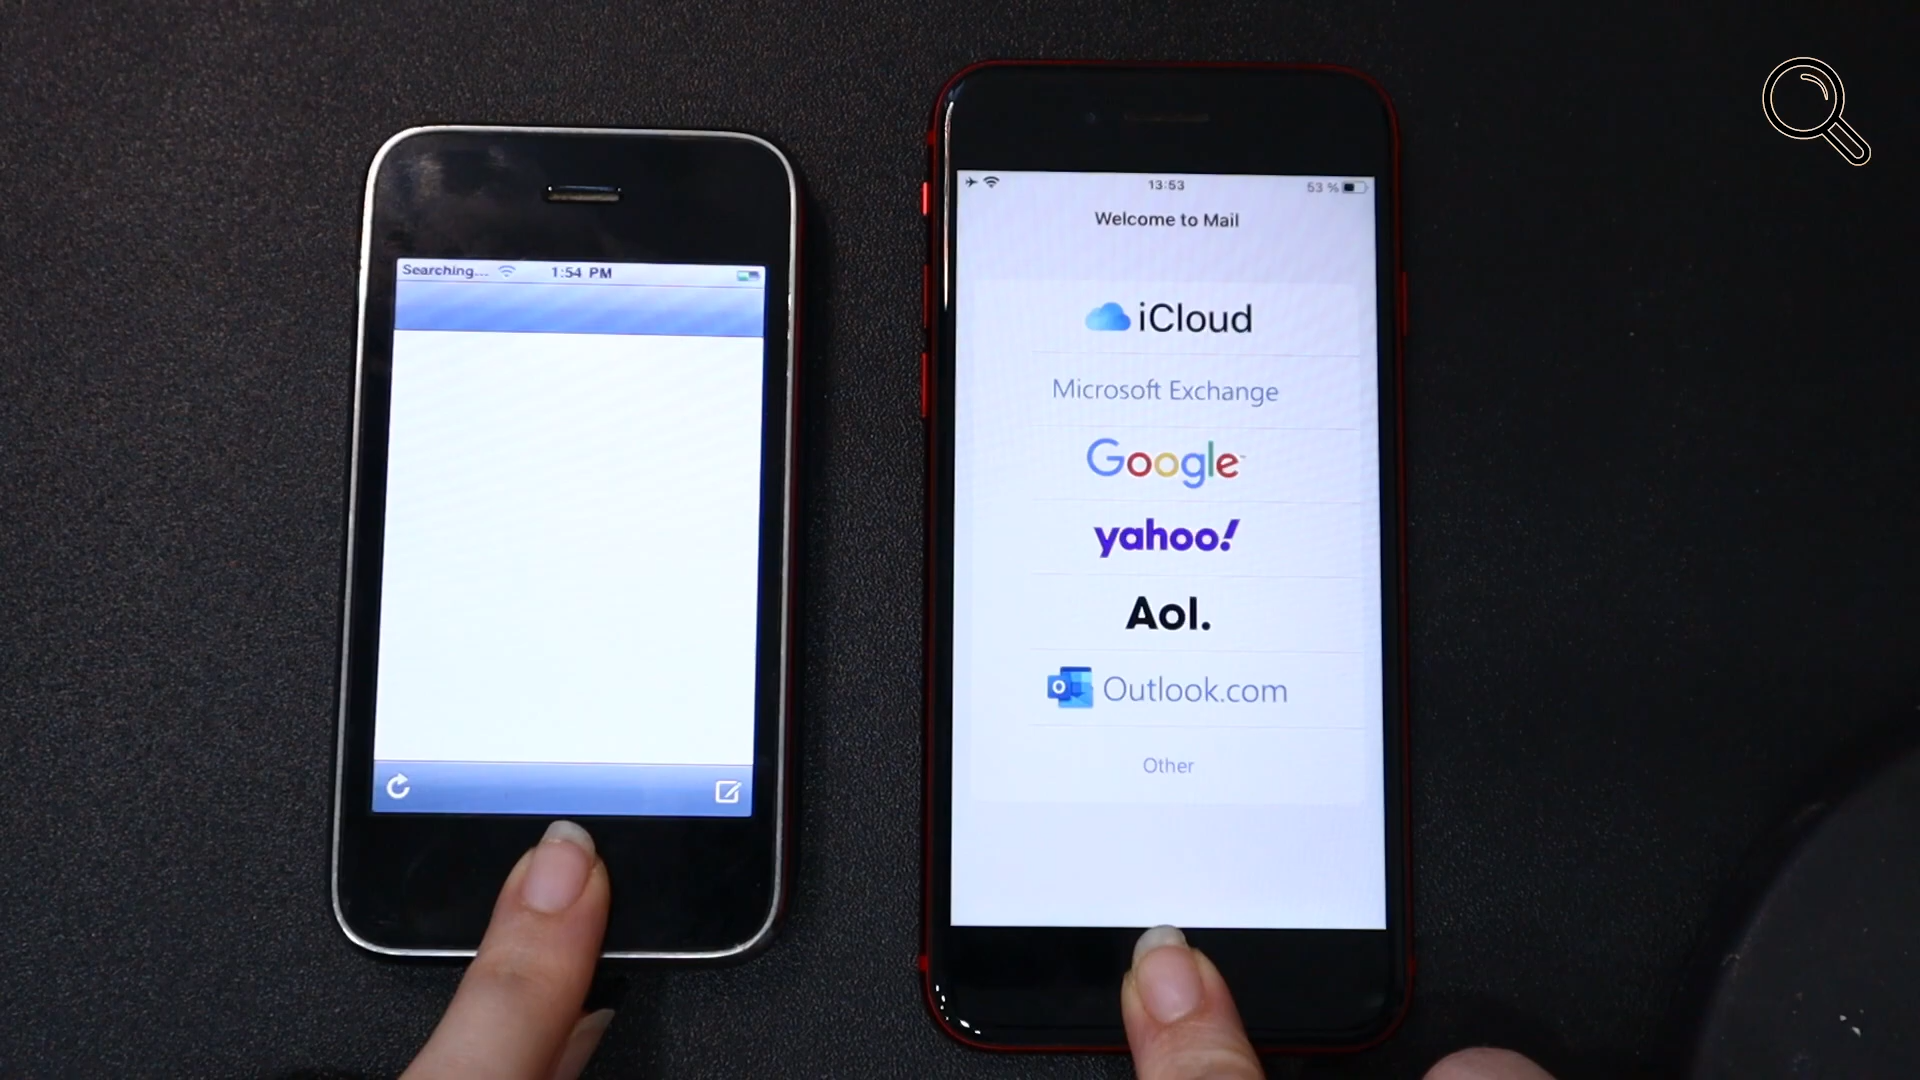 Searching...
1:54 PM
13:53
53 %
Welcome to Mail
iCloud
Microsoft Exchange
Google
yahoo!
Aol.
Outlook.com
Other